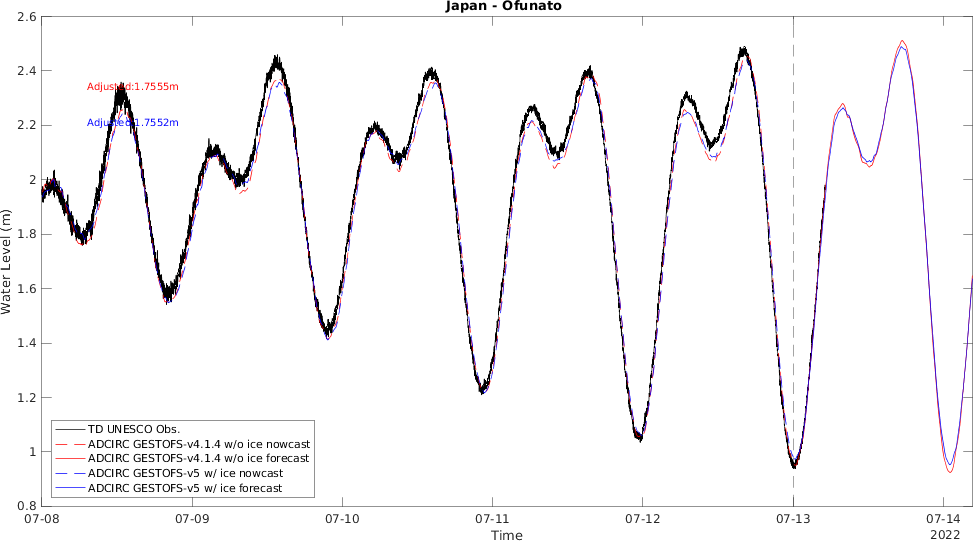 Japan - Ofunato
2.6
2.4
2.2
2
1.8
1.6
1.4
1.2
1
0.8
Water Level (m)
Adjusted:1.7555m
Adjusted:1.7552m
TD UNESCO Obs.
ADCIRC GESTOFS-v4.1.4 w/o ice nowcast
ADCIRC GESTOFS-v4.1.4 w/o ice forecast
ADCIRC GESTOFS-v5 w/ ice nowcast
ADCIRC GESTOFS-v5 w/ ice forecast
07-08 07-09 07-10 07-11 07-12 07-13 07-14
Time
2022